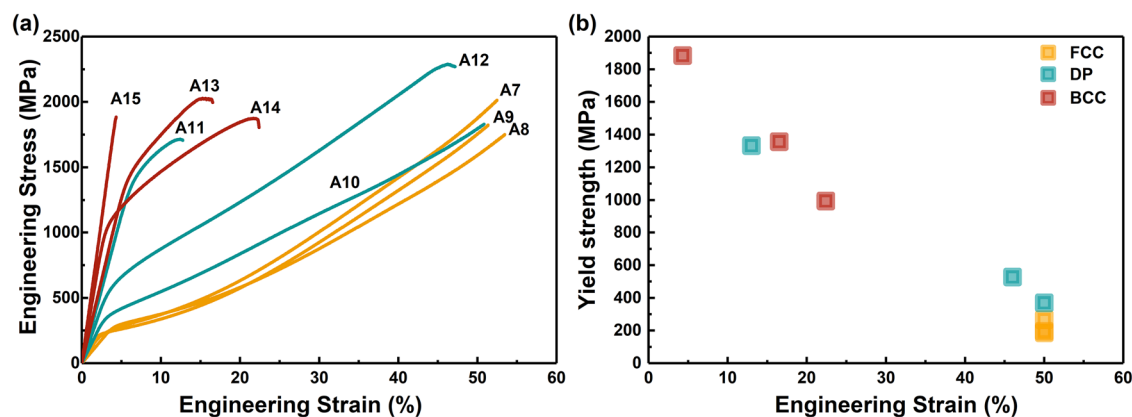 (a)
2500
2000
1500
1000
500
0
0 10 20 30 40 50 60
Engineering Stress (MPa)
Engineering Strain (%)
A15
A13
A11
A14
A12
A7
A9
A8
A10
(b)
2000
1800
1600
1400
1200
1000
800
600
400
200
0
0 10 20 30 40 50 60
Yield strength (MPa)
Engineering Strain (%)
FCC
DP
BCC